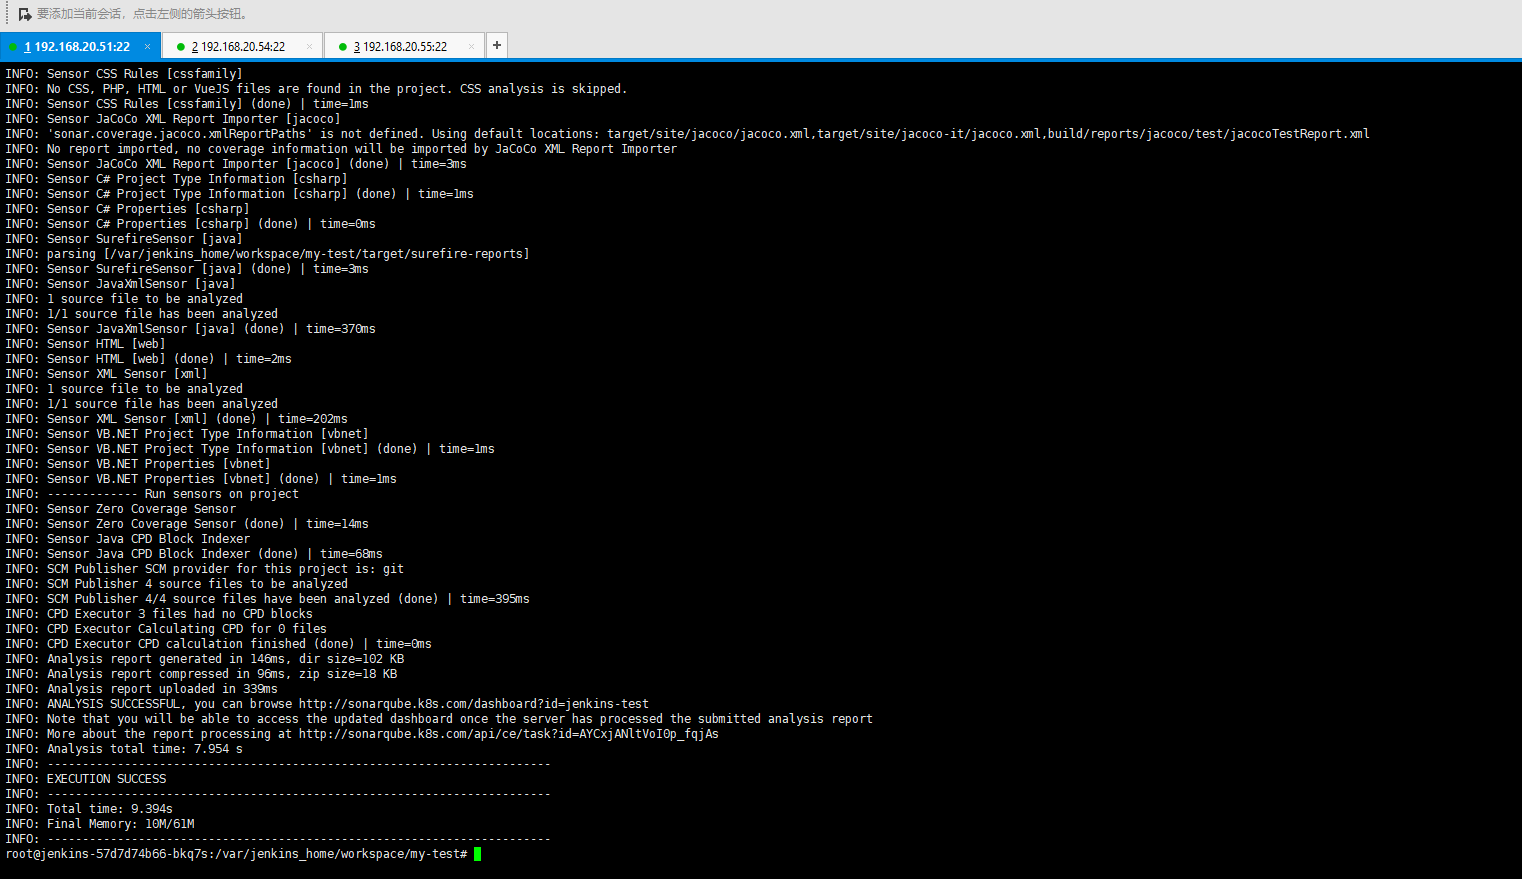 要添加当前会话，点击左侧的箭头按钮。
1 192.168.20.51:22 × 2 192.168.20.54:22 × 3 192.168.20.55:22 × +
INFO: Sensor CSS Rules [cssfamily]
INFO: No CSS, PHP, HTML or VueJS files are found in the project. CSS analysis is skipped.
INFO: Sensor CSS Rules [cssfamily] (done) | time=1ms
INFO: Sensor JaCoCo XML Report Importer [jacoco]
INFO: 'sonar.coverage.jacoco.xmlReportPaths' is not defined. Using default locations: target/site/jacoco/jacoco.xml,target/site/jacoco-it/jacoco.xml,build/reports/jacoco/test/jacocoTestReport.xml
INFO: No report imported, no coverage information will be imported by JaCoCo XML Report Importer
INFO: Sensor JaCoCo XML Report Importer [jacoco] (done) | time=3ms
INFO: Sensor C# Project Type Information [csharp]
INFO: Sensor C# Project Type Information [csharp] (done) | time=1ms
INFO: Sensor C# Properties [csharp]
INFO: Sensor C# Properties [csharp] (done) | time=0ms
INFO: Sensor SurefireSensor [java]
INFO: parsing [/var/jenkins_home/workspace/my-test/target/surefire-reports]
INFO: Sensor SurefireSensor [java] (done) | time=3ms
INFO: Sensor JavaXmlSensor [java]
INFO: 1 source file to be analyzed
INFO: 1/1 source file has been analyzed
INFO: Sensor JavaXmlSensor [java] (done) | time=370ms
INFO: Sensor HTML [web]
INFO: Sensor HTML [web] (done) | time=2ms
INFO: Sensor XML Sensor [xml]
INFO: 1 source file to be analyzed
INFO: 1/1 source file has been analyzed
INFO: Sensor XML Sensor [xml] (done) | time=202ms
INFO: Sensor VB.NET Project Type Information [vbnet]
INFO: Sensor VB.NET Project Type Information [vbnet] (done) | time=1ms
INFO: Sensor VB.NET Properties [vbnet]
INFO: Sensor VB.NET Properties [vbnet] (done) | time=1ms
INFO: ------------- Run sensors on project
INFO: Sensor Zero Coverage Sensor
INFO: Sensor Zero Coverage Sensor (done) | time=14ms
INFO: Sensor Java CPD Block Indexer
INFO: Sensor Java CPD Block Indexer (done) | time=68ms
INFO: SCM Publisher SCM provider for this project is: git
INFO: SCM Publisher 4 source files to be analyzed
INFO: SCM Publisher 4/4 source files have been analyzed (done) | time=395ms
INFO: CPD Executor 3 files had no CPD blocks
INFO: CPD Executor Calculating CPD for 0 files
INFO: CPD Executor CPD calculation finished (done) | time=0ms
INFO: Analysis report generated in 146ms, dir size=102 KB
INFO: Analysis report compressed in 96ms, zip size=18 KB
INFO: Analysis report uploaded in 339ms
INFO: ANALYSIS SUCCESSFUL, you can browse http://sonarqube.k8s.com/dashboard?id=jenkins-test
INFO: Note that you will be able to access the updated dashboard once the server has processed the submitted analysis report
INFO: More about the report processing at http://sonarqube.k8s.com/api/ce/task?id=AYCxjANltVoI0p_fqjAs
INFO: Analysis total time: 7.954 s
INFO: ------------------------------------------------------------------------
INFO: EXECUTION SUCCESS
INFO: ------------------------------------------------------------------------
INFO: Total time: 9.394s
INFO: Final Memory: 10M/61M
INFO: ------------------------------------------------------------------------
root@jenkins-57d7d74b66-bkq7s:/var/jenkins_home/workspace/my-test#